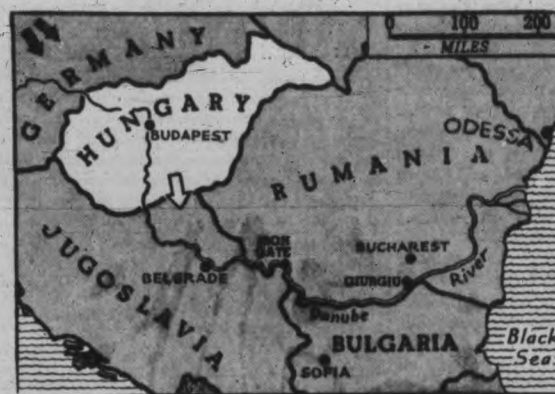 0 100 200
MILES
GERMANY
HUNGARY
BUDAPEST
ODESSA
RUMANIA
JUGOSLAVIA
IRON
GATE
BUCHAREST
BELGRADE
GIURGIU
River
Danube
BULGARIA
Black
Sea
SOFIA